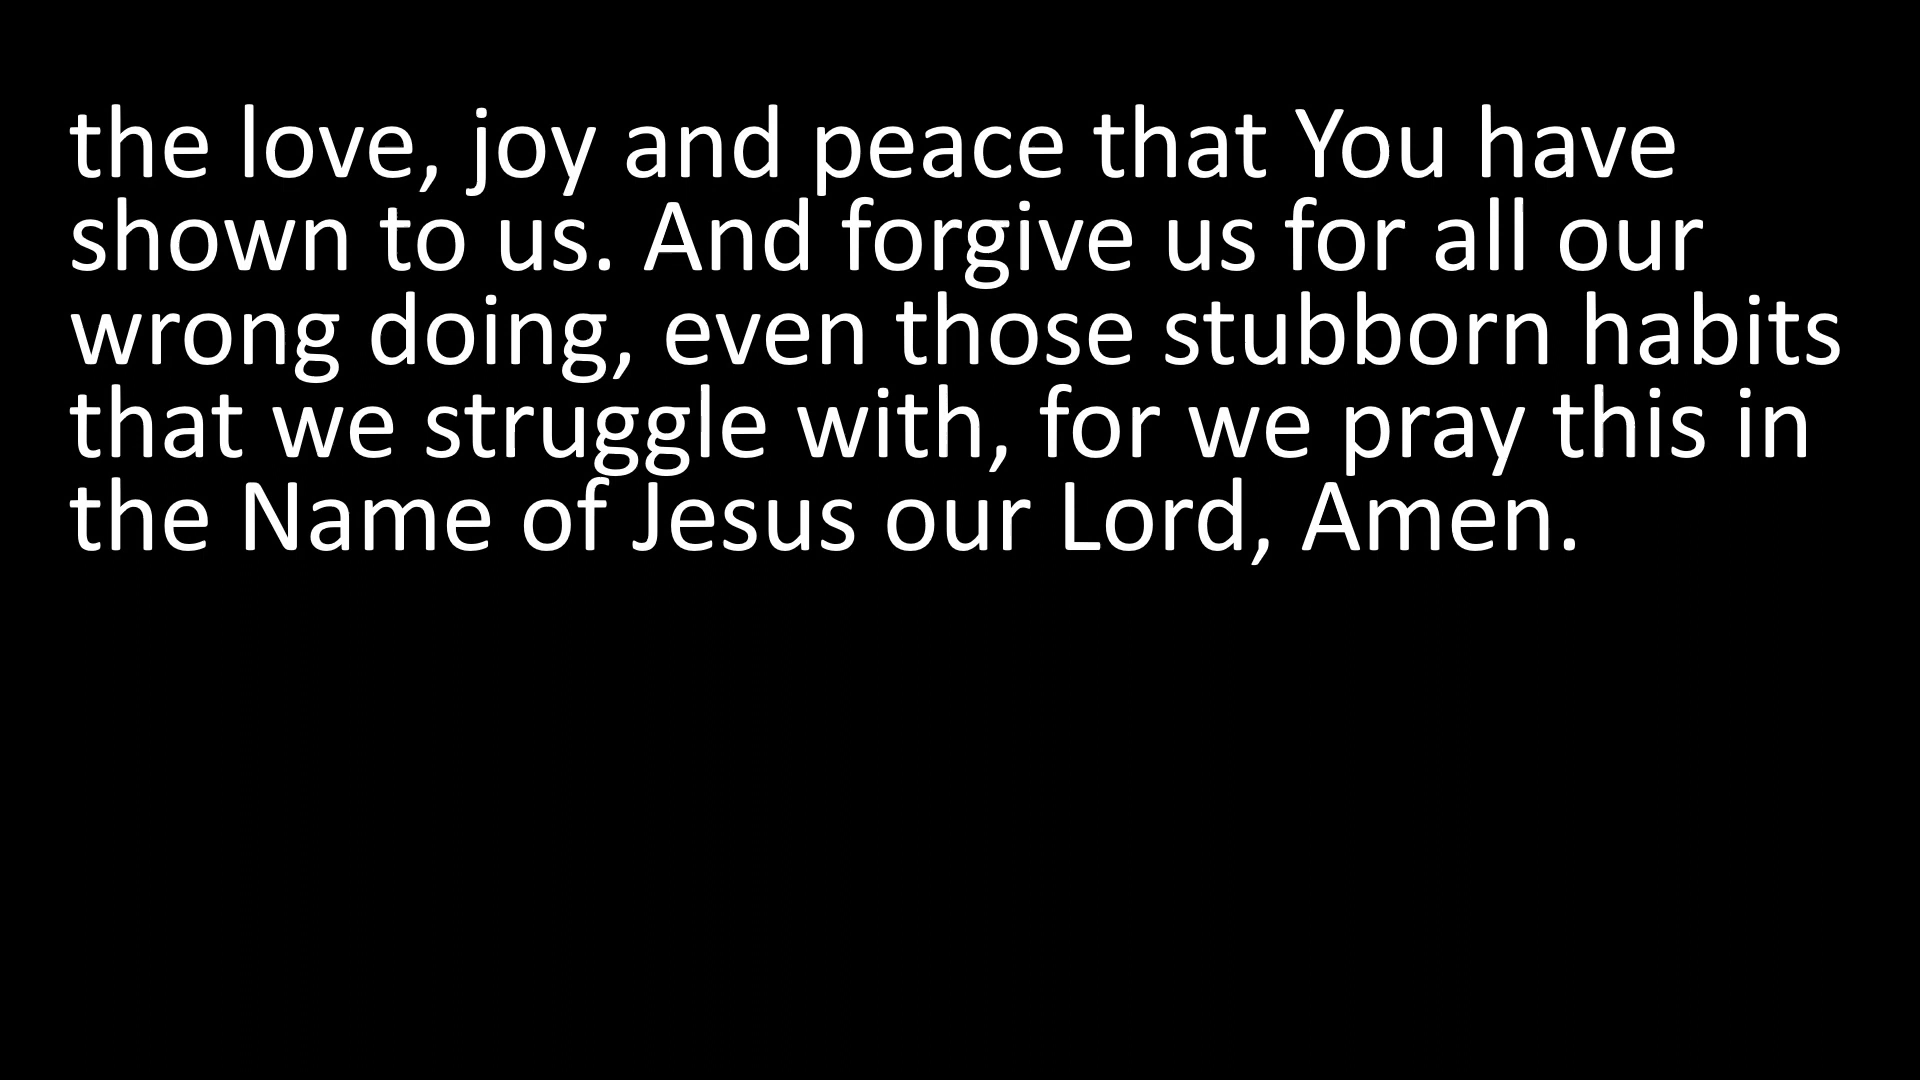 the love, joy and peace that You have
shown to us. And forgive us for all our
wrong doing, even those stubborn habits
that we struggle with, for we pray this in
the Name of Jesus our Lord, Amen.